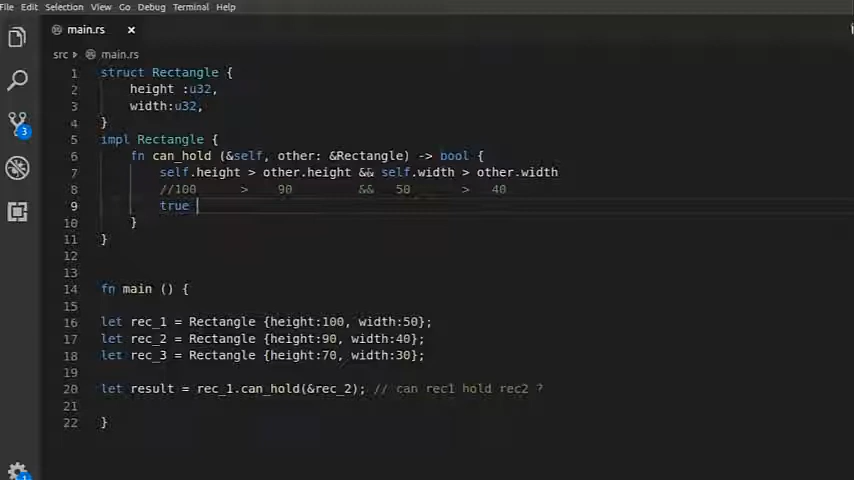 File Edit Selection View Go Debug Terminal Help
main.rs ×
src main.rs
1 struct Rectangle {
2 height :u32,
3 width:u32,
4 }
5 impl Rectangle {
6 fn can_hold (&self, other: &Rectangle) -> bool {
7 self.height > other.height && self.width > other.width
8 //100 > 90 && 50 > 40
9 true
10 }
11 }
12
13
14 fn main () {
15
16 let rec_1 = Rectangle {height:100, width:50};
17 let rec_2 = Rectangle {height:90, width:40};
18 let rec_3 = Rectangle {height:70, width:30};
19
20 let result = rec_1.can_hold(&rec_2); // can rec1 hold rec2 ?
21
22 }
3
1